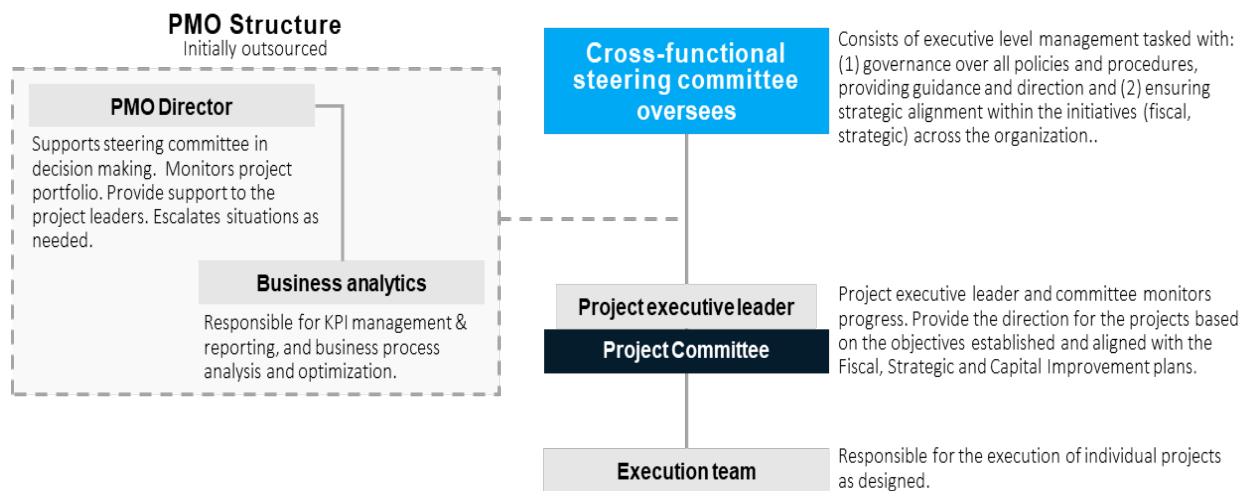 PMO Structure
Initially outsourced
PMO Director
Supports steering committee in
decision making.  Monitors project
portfolio. Provide support to the
project leaders. Escalates situations as
needed.
Business analytics
Responsible for KPI management &
reporting, and business process
analysis and optimization.
Cross-functional
steering committee
oversees
Consists of executive level management tasked with:
(1) governance over all policies and procedures,
providing guidance and direction and (2) ensuring
strategic alignment within the initiatives (fiscal,
strategic) across the organization..
Project executive leader
Project Committee
Project executive leader and committee monitors
progress. Provide the direction for the projects based
on the objectives established and aligned with the
Fiscal, Strategic and Capital Improvement plans.
Execution team
Responsible for the execution of individual projects
as designed.